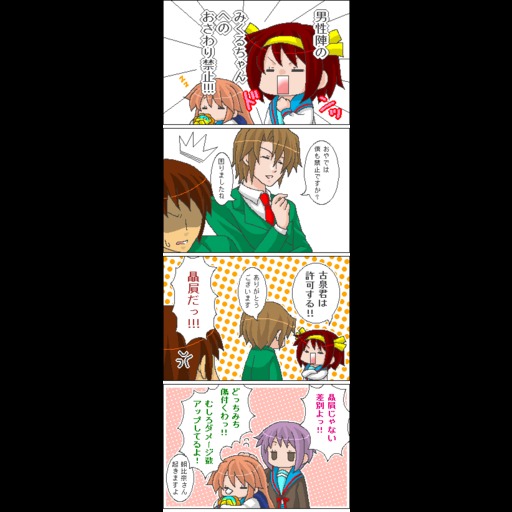 男性陣の
みくるちゃん
への
おさわり禁止!!!
zz
おやでは
僕も禁止ですか?
困りましたね
古泉君は
許可する!!
ありがとう
ございます
贔屓だっ!!!
贔屓じゃない
差別よっ!!
どっちみち
傷付くわっ!!
むしろダメージ数
アップしてるよ!
朝比奈さん
起きますよ